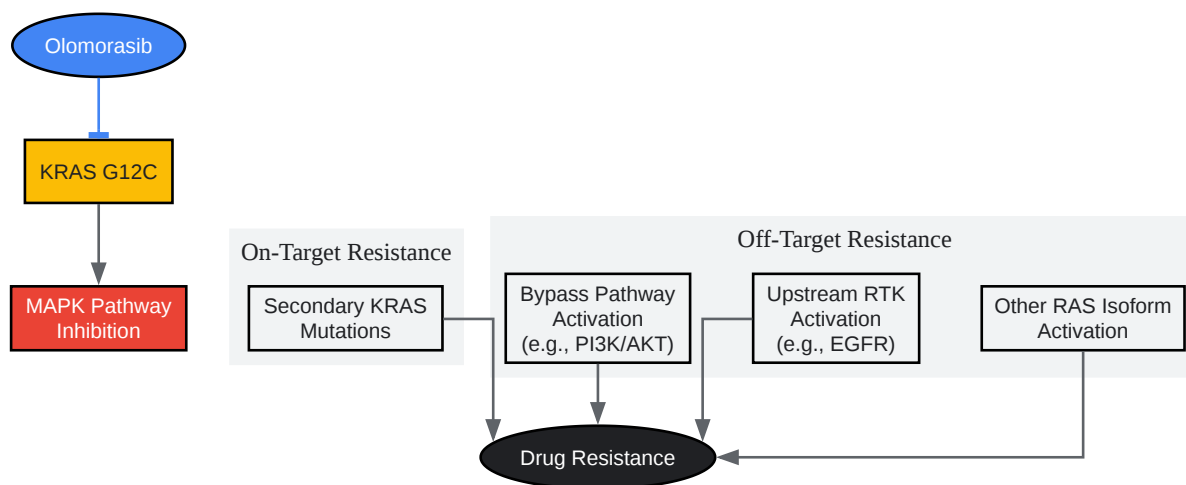 Olomorasib
KRAS G12C
MAPK Pathway
Inhibition
On-Target Resistance
Secondary KRAS
Mutations
Off-Target Resistance
Bypass Pathway
Activation
(e.g., PI3K/AKT)
Upstream RTK
Activation
(e.g., EGFR)
Other RAS Isoform
Activation
Drug Resistance